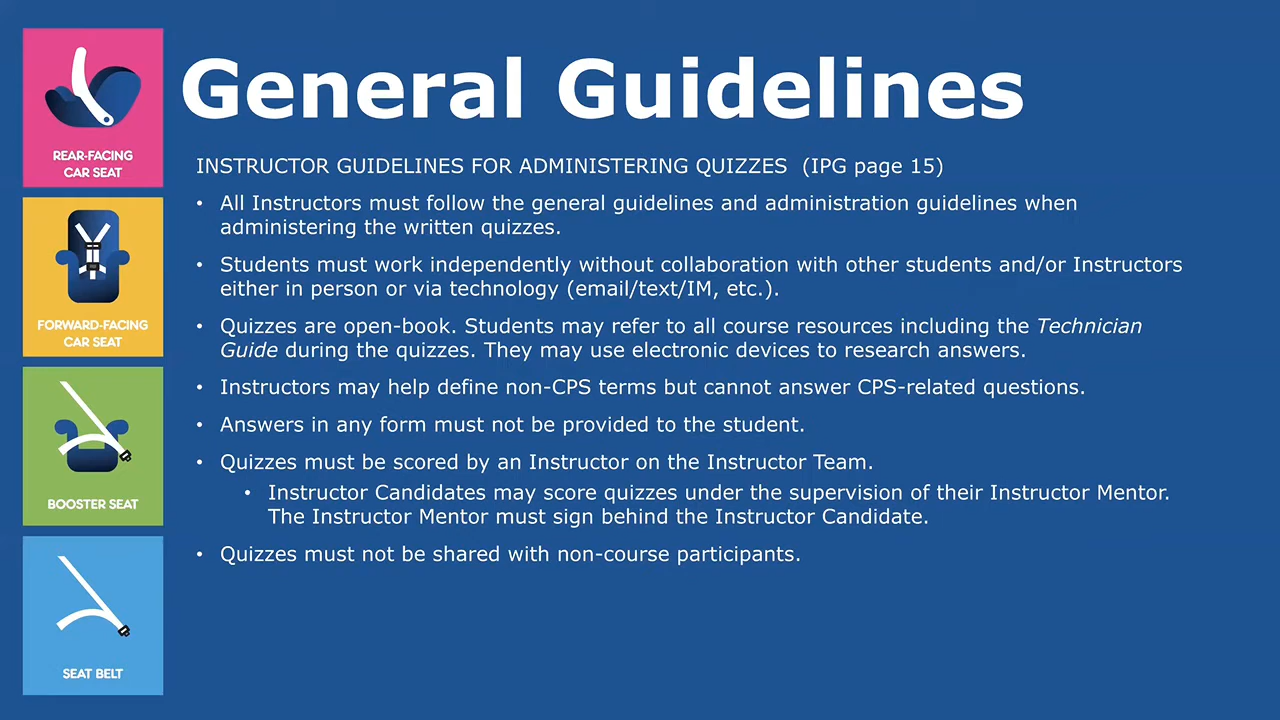 General Guidelines
INSTRUCTOR GUIDELINES FOR ADMINISTERING QUIZZES (IPG page 15)
• All Instructors must follow the general guidelines and administration guidelines when
administering the written quizzes.
• Students must work independently without collaboration with other students and/or Instructors
either in person or via technology (email/text/IM, etc.).
• Quizzes are open-book. Students may refer to all course resources including the Technician
Guide during the quizzes. They may use electronic devices to research answers.
• Instructors may help define non-CPS terms but cannot answer CPS-related questions.
• Answers in any form must not be provided to the student.
• Quizzes must be scored by an Instructor on the Instructor Team.
• Instructor Candidates may score quizzes under the supervision of their Instructor Mentor.
The Instructor Mentor must sign behind the Instructor Candidate.
• Quizzes must not be shared with non-course participants.
REAR-FACING
CAR SEAT
FORWARD-FACING
CAR SEAT
BOOSTER SEAT
SEAT BELT